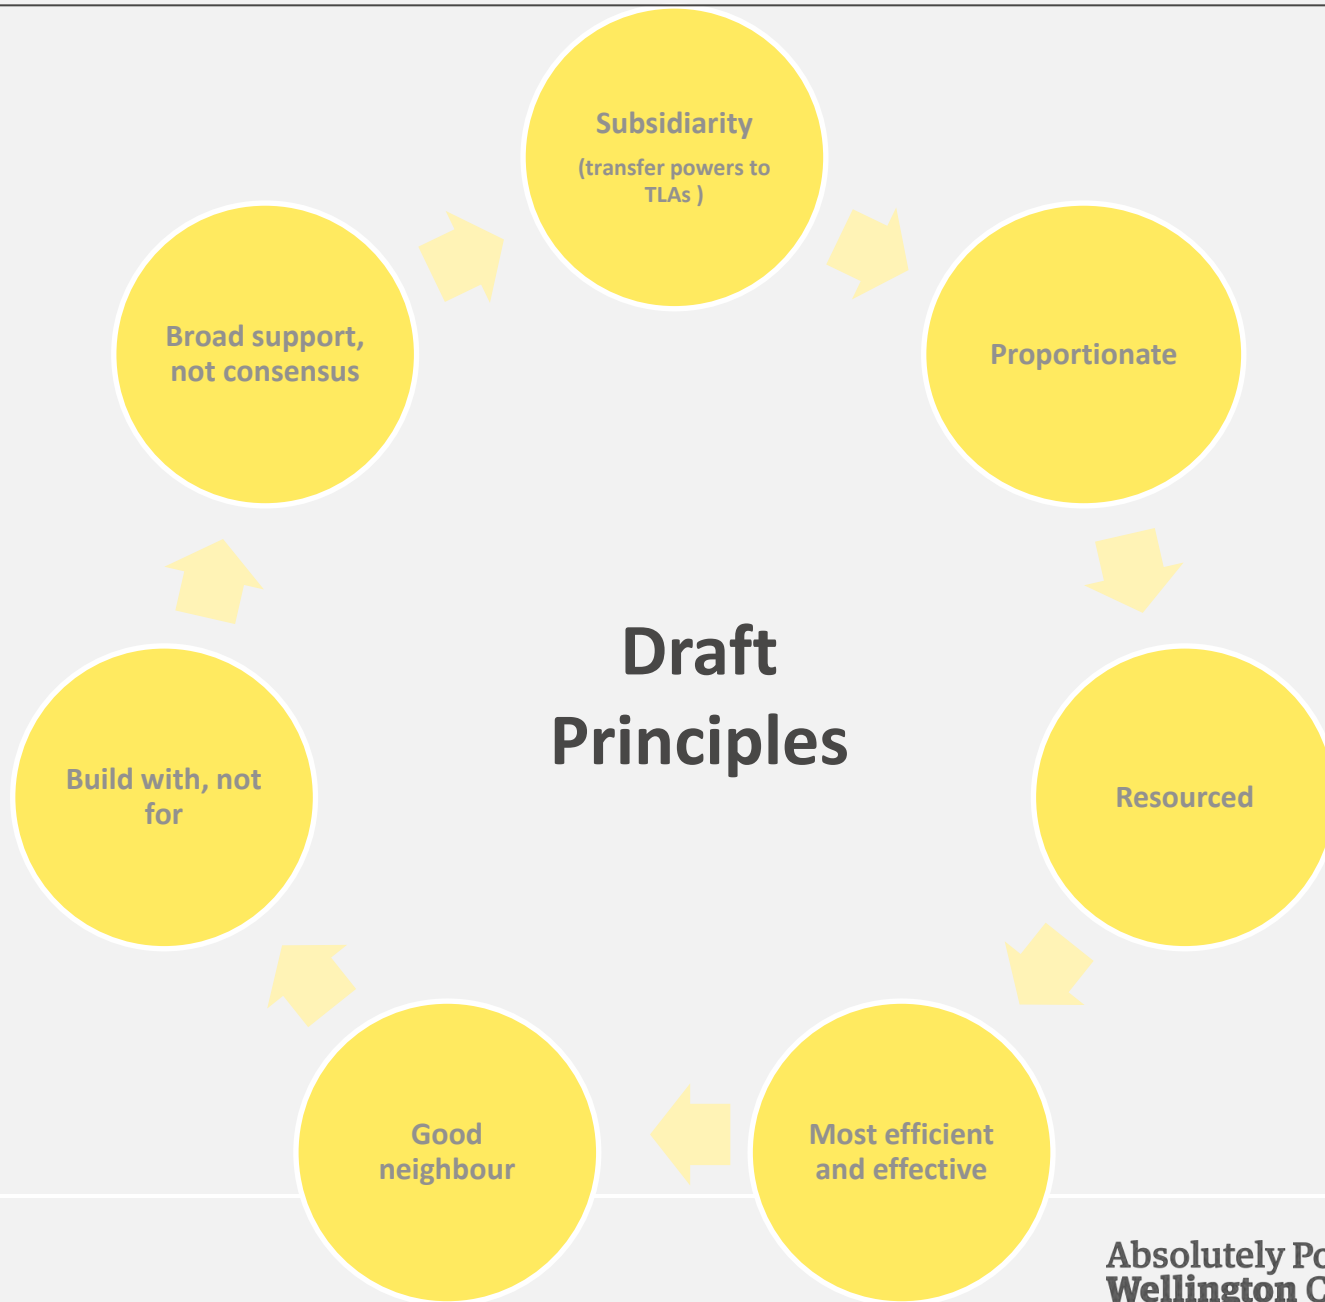 Subsidiarity
(transfer powers to
TLAs )
Proportionate
Resourced
Most efficient
and effective
Good
neighbour
Build with, not
for
Broad support,
not consensus
Draft
Principles
Absolutely
Wellington